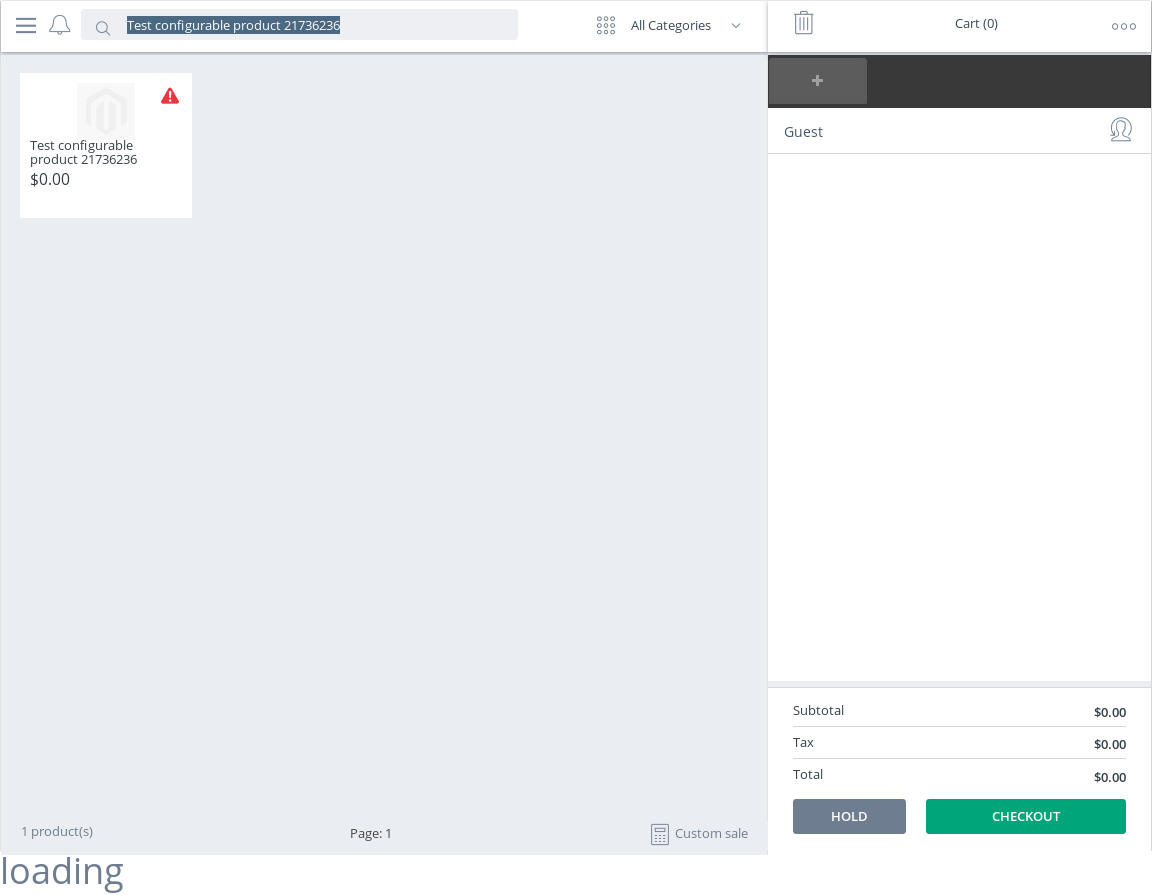 Test configurable product 21736236
All Categories
Cart (0)
Test configurable
product 21736236
$0.00
Guest
Subtotal $0.00
Tax $0.00
Total $0.00
HOLD CHECKOUT
1 product(s)
Page: 1
Custom sale
loading